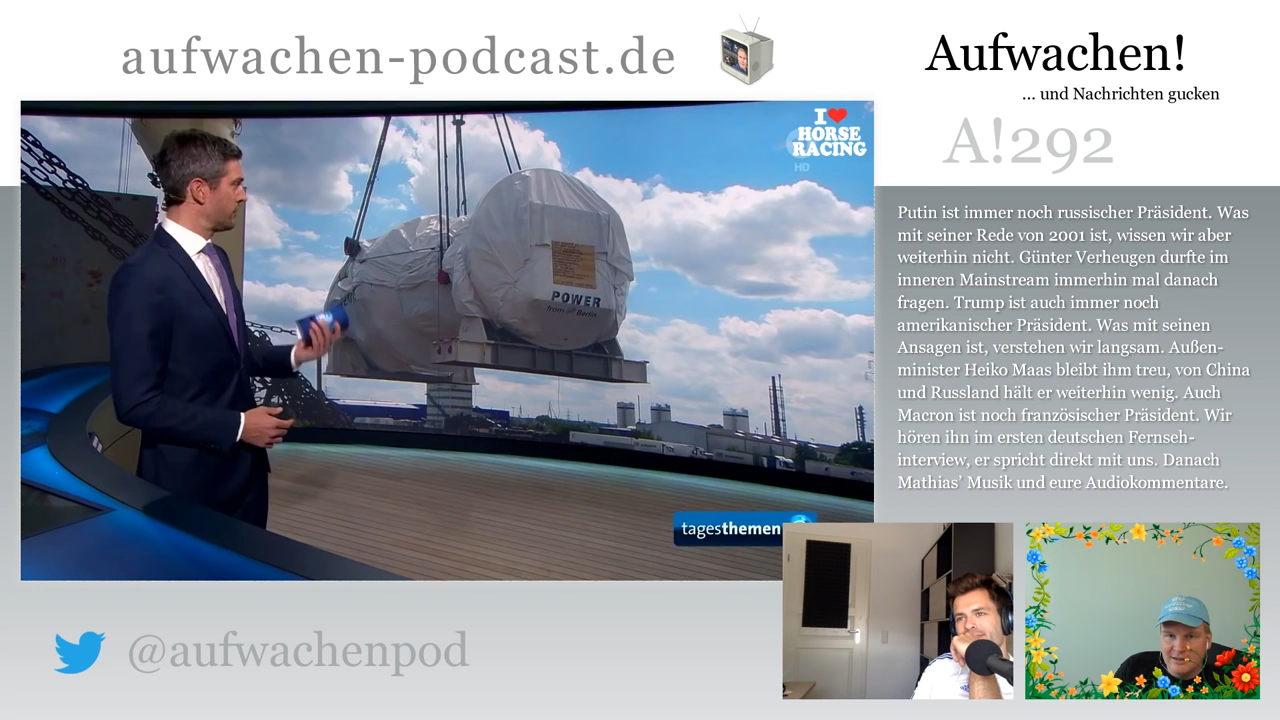 aufwachen-podcast.de
Aufwachen!
... und Nachrichten gucken
A!292
I
HORSE
RACING
HD
POWER
from Berlin
tagesthemen
Putin ist immer noch russischer Präsident. Was
mit seiner Rede von 2001 ist, wissen wir aber
weiterhin nicht. Günter Verheugen durfte im
inneren Mainstream immerhin mal danach
fragen. Trump ist auch immer noch
amerikanischer Präsident. Was mit seinen
Ansagen ist, verstehen wir langsam. Außen-
minister Heiko Maas bleibt ihm treu, von China
und Russland hält er weiterhin wenig. Auch
Macron ist noch französischer Präsident. Wir
hören ihn im ersten deutschen Fernseh-
interview, er spricht direkt mit uns. Danach
Mathias' Musik und eure Audiokommentare.
@aufwachenpod